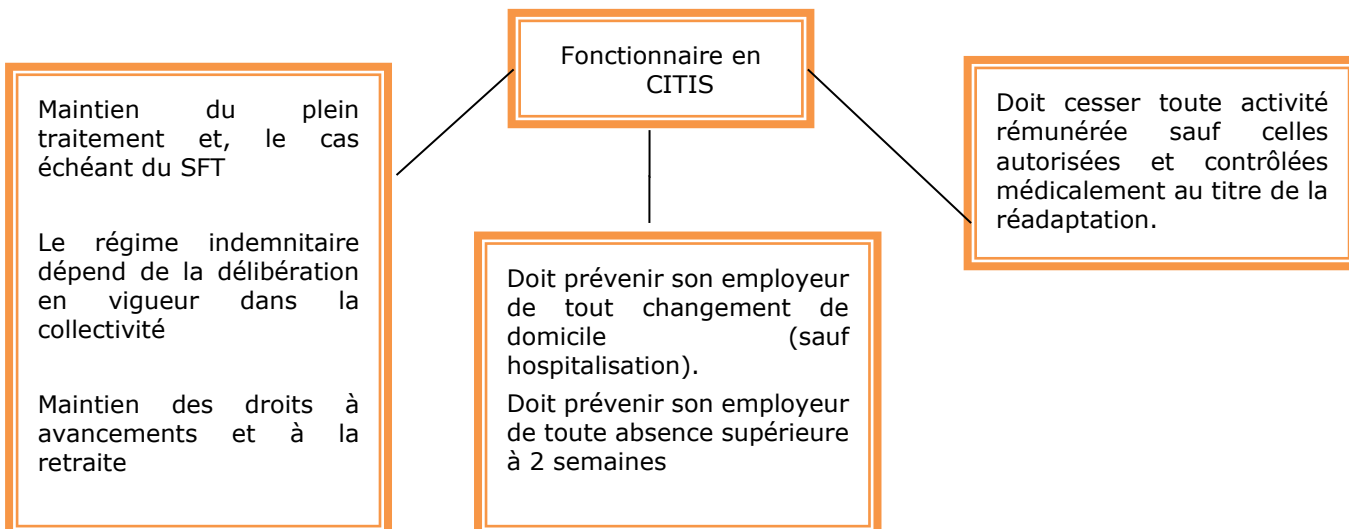 Fonctionnaire en
CITIS
Maintien du plein
traitement et, le cas
échéant du SFT
Le régime indemnitaire
dépend de la délibération
en vigueur dans la
collectivité
Maintien des droits à
avancements et à la
retraite
Doit prévenir son employeur
de tout changement de
domicile (sauf
hospitalisation).
Doit prévenir son employeur
de toute absence supérieure
à 2 semaines
Doit cesser toute activité
rémunérée sauf celles
autorisées et contrôlées
médicalement au titre de la
réadaptation.